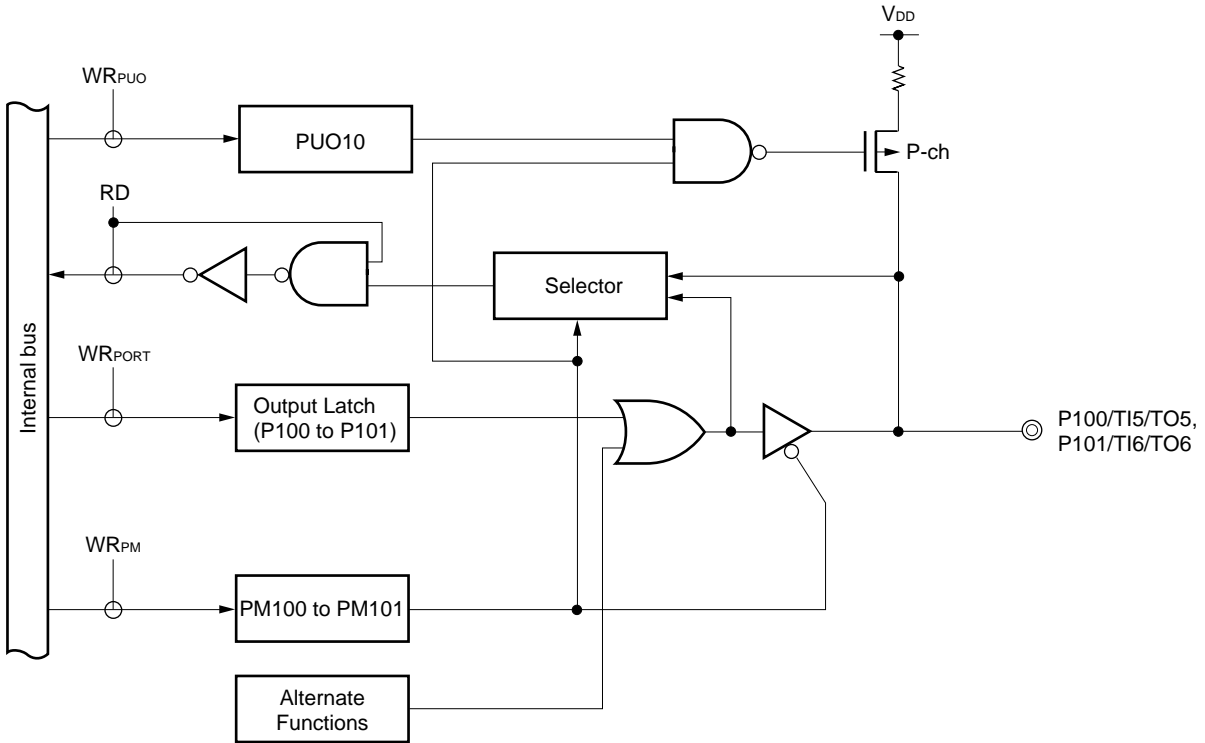 VDD
WRPUO
PUO10
P-ch
RD
Selector
Internal bus
WRPORT
Output Latch
(P100 to P101)
P100/TI5/TO5,
P101/TI6/TO6
WRPM
PM100 to PM101
Alternate
Functions